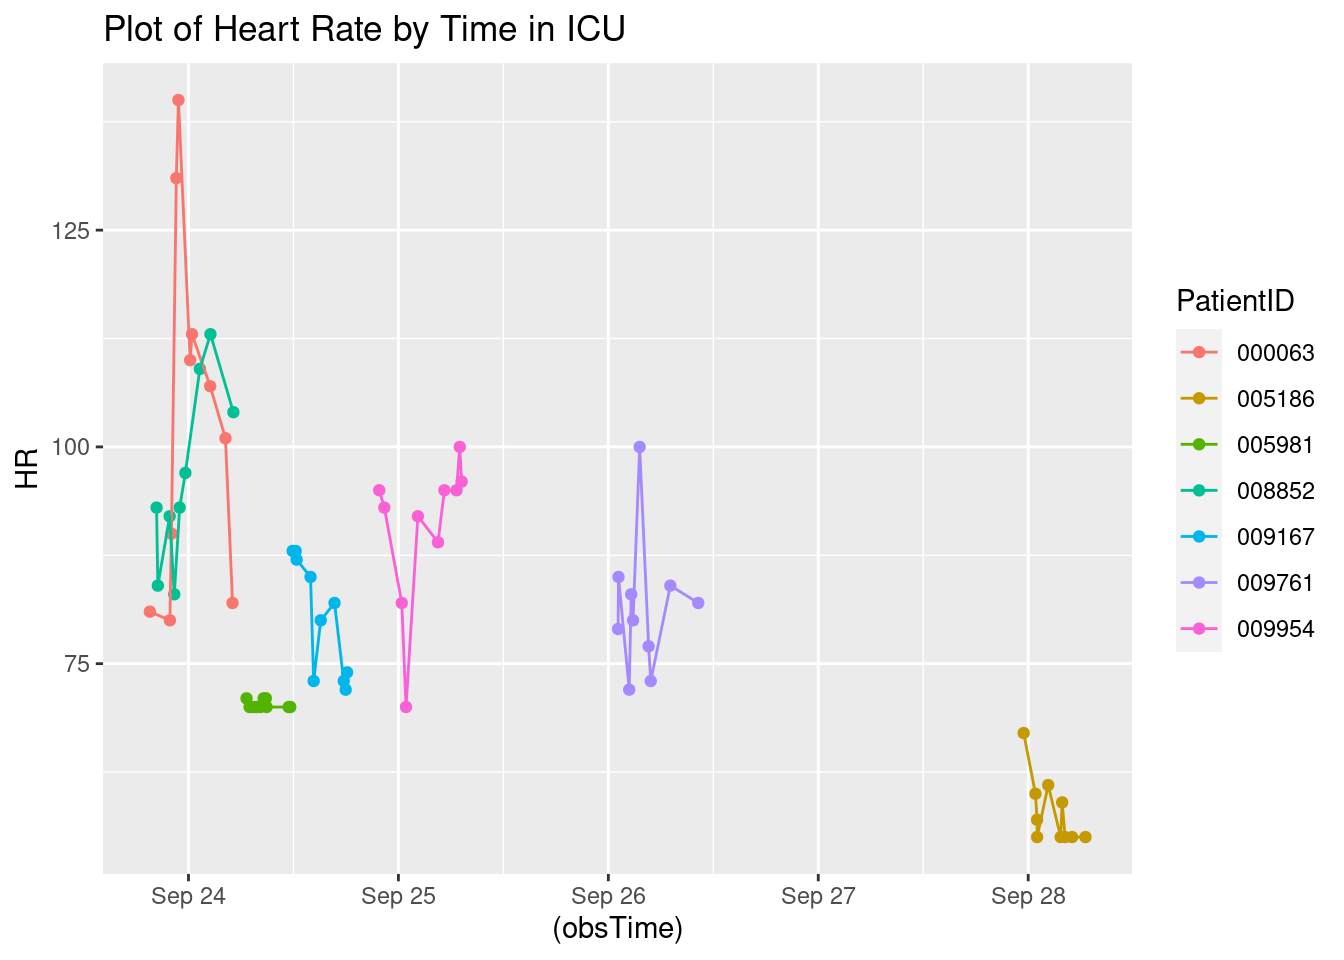 Plot of Heart Rate by Time in ICU
125
100
75
HR
Sep 24
Sep 25
Sep 26
Sep 27
Sep 28
(obsTime)
PatientID
000063
005186
005981
008852
009167
009761
009954